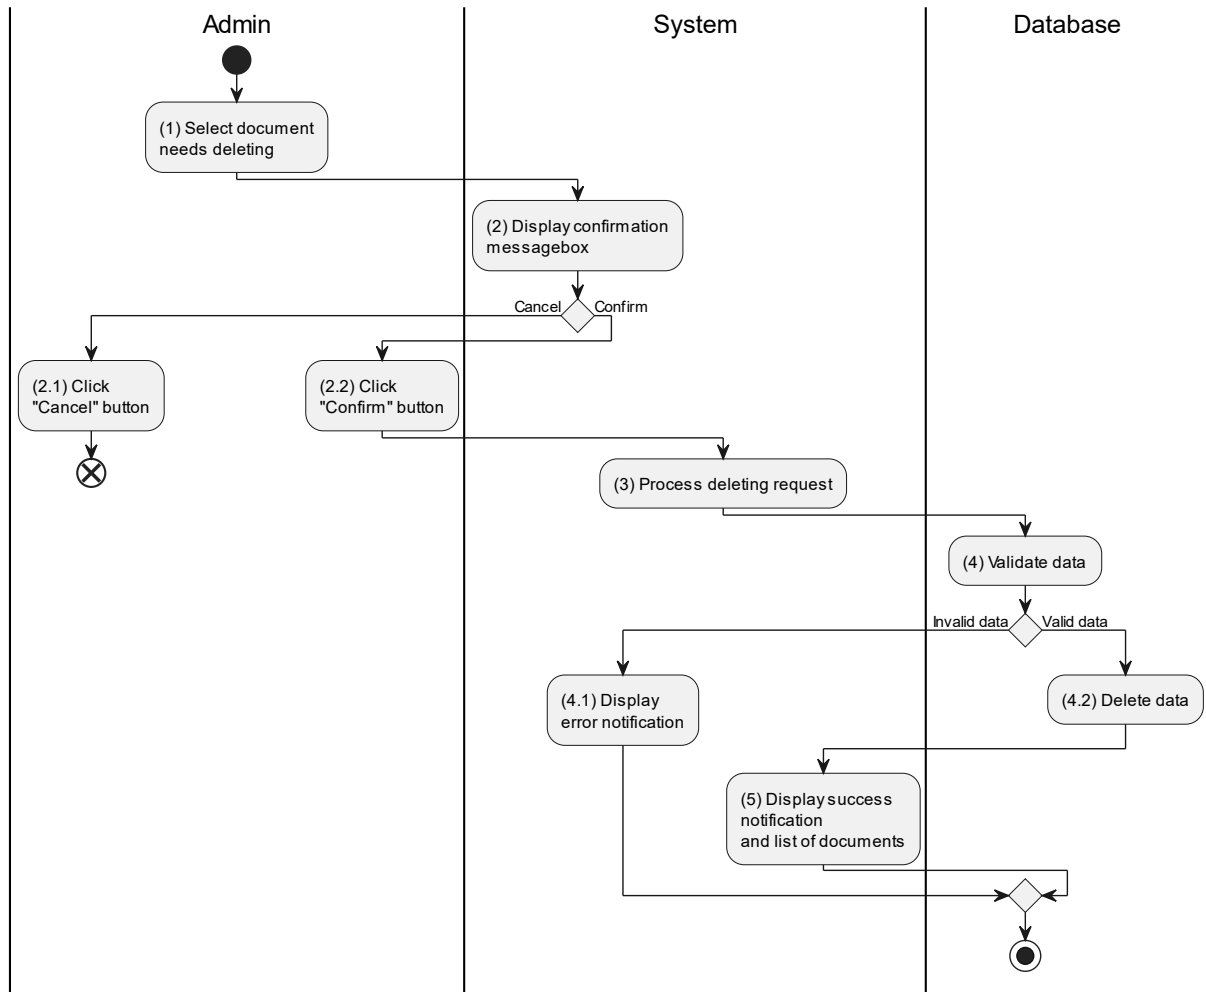 Admin
System
Database
(1) Select document
needs deleting
(2) Display confirmation
messagebox
Cancel
Confirm
(2.1) Click
"Cancel" button
(2.2) Click
"Confirm" button
(3) Process deleting request
(4) Validate data
Invalid data
Valid data
(4.1) Display
error notification
(4.2) Delete data
(5) Display success
notification
and list of documents